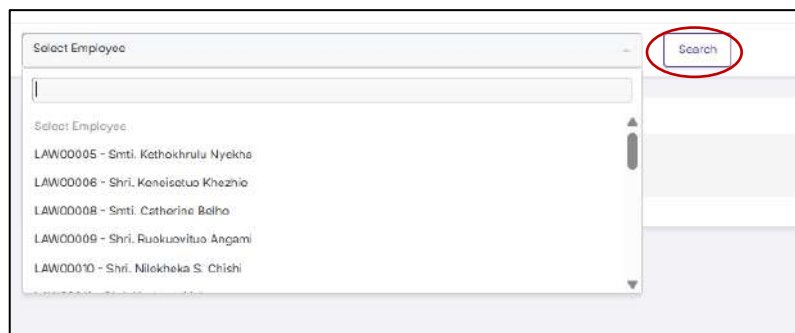 Select Employee
Search
Select Employee
LAW00005 - Smti. Kethokhrulu Nyekha
LAW00006 - Shri. Keneisetuo Khezhie
LAW00008 - Smti. Catherine Belho
LAW00009 - Shri. Ruokuovituo Angami
LAW00010 - Shri. Nilokheka S. Chishi